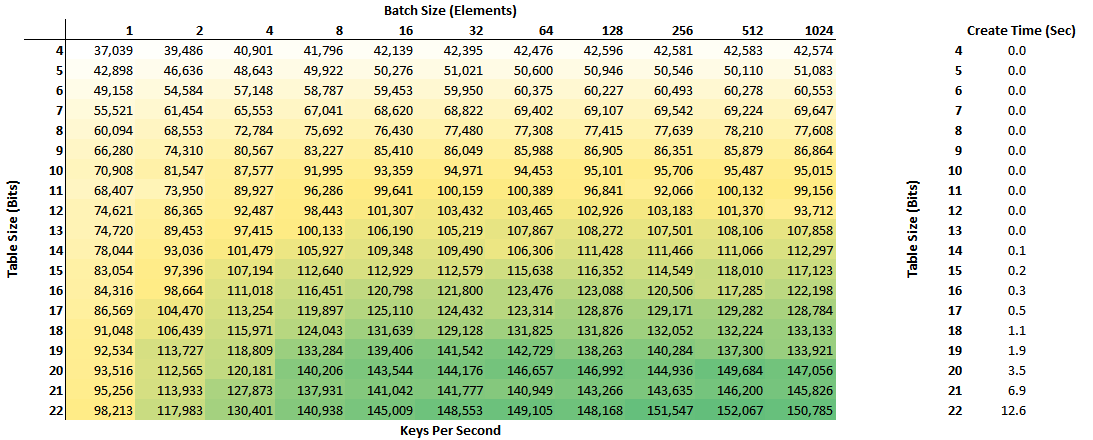 Batch Size (Elements)
1 2 4 8 16 32 64 128 256 512 1024 Create Time (Sec)
4 37,039 39,486 40,901 41,796 42,139 42,395 42,476 42,596 42,581 42,583 42,574 4 0.0
5 42,898 46,636 48,643 49,922 50,276 51,021 50,600 50,946 50,546 50,110 51,083 5 0.0
6 49,158 54,584 57,148 58,787 59,453 59,950 60,375 60,227 60,493 60,278 60,553 6 0.0
7 55,521 61,454 65,553 67,041 68,620 68,822 69,402 69,107 69,542 69,224 69,647 7 0.0
8 60,094 68,553 72,784 75,692 76,430 77,480 77,308 77,415 77,639 78,210 77,608 8 0.0
9 66,280 74,310 80,567 83,227 85,410 86,049 85,988 86,905 86,351 85,879 86,864 9 0.0
10 70,908 81,547 87,577 91,995 93,359 94,971 94,453 95,101 95,706 95,487 95,015 10 0.0
11 68,407 73,950 89,927 96,286 99,641 100,159 100,389 96,841 92,066 100,132 99,156 11 0.0
12 74,621 86,365 92,487 98,443 101,307 103,432 103,465 102,926 103,183 101,370 93,712 12 0.0
13 74,720 89,453 97,415 100,133 106,190 105,219 107,867 108,272 107,501 108,106 107,858 13 0.0
14 78,044 93,036 101,479 105,927 109,348 109,490 106,306 111,428 111,466 111,066 112,297 14 0.1
15 83,054 97,396 107,194 112,640 112,929 112,579 115,638 116,352 114,549 118,010 117,123 15 0.2
16 84,316 98,664 111,018 116,451 120,798 121,800 123,476 123,088 120,506 117,285 122,198 16 0.3
17 86,569 104,470 113,254 119,897 125,110 124,432 123,314 128,876 129,171 129,282 128,784 17 0.5
18 91,048 106,439 115,971 124,043 131,639 129,128 131,825 131,826 132,052 132,224 133,133 18 1.1
19 92,534 113,727 118,809 133,284 139,406 141,542 142,729 138,263 140,284 137,300 133,921 19 1.9
20 93,516 112,565 120,181 140,206 143,544 144,176 146,657 146,992 144,936 149,684 147,056 20 3.5
21 95,256 113,933 127,873 137,931 141,042 141,777 140,949 143,266 143,635 146,200 145,826 21 6.9
22 98,213 117,983 130,401 140,938 145,009 148,553 149,105 148,168 151,547 152,067 150,785 22 12.6
Keys Per Second
Table Size (Bits)
Table Size (Bits)